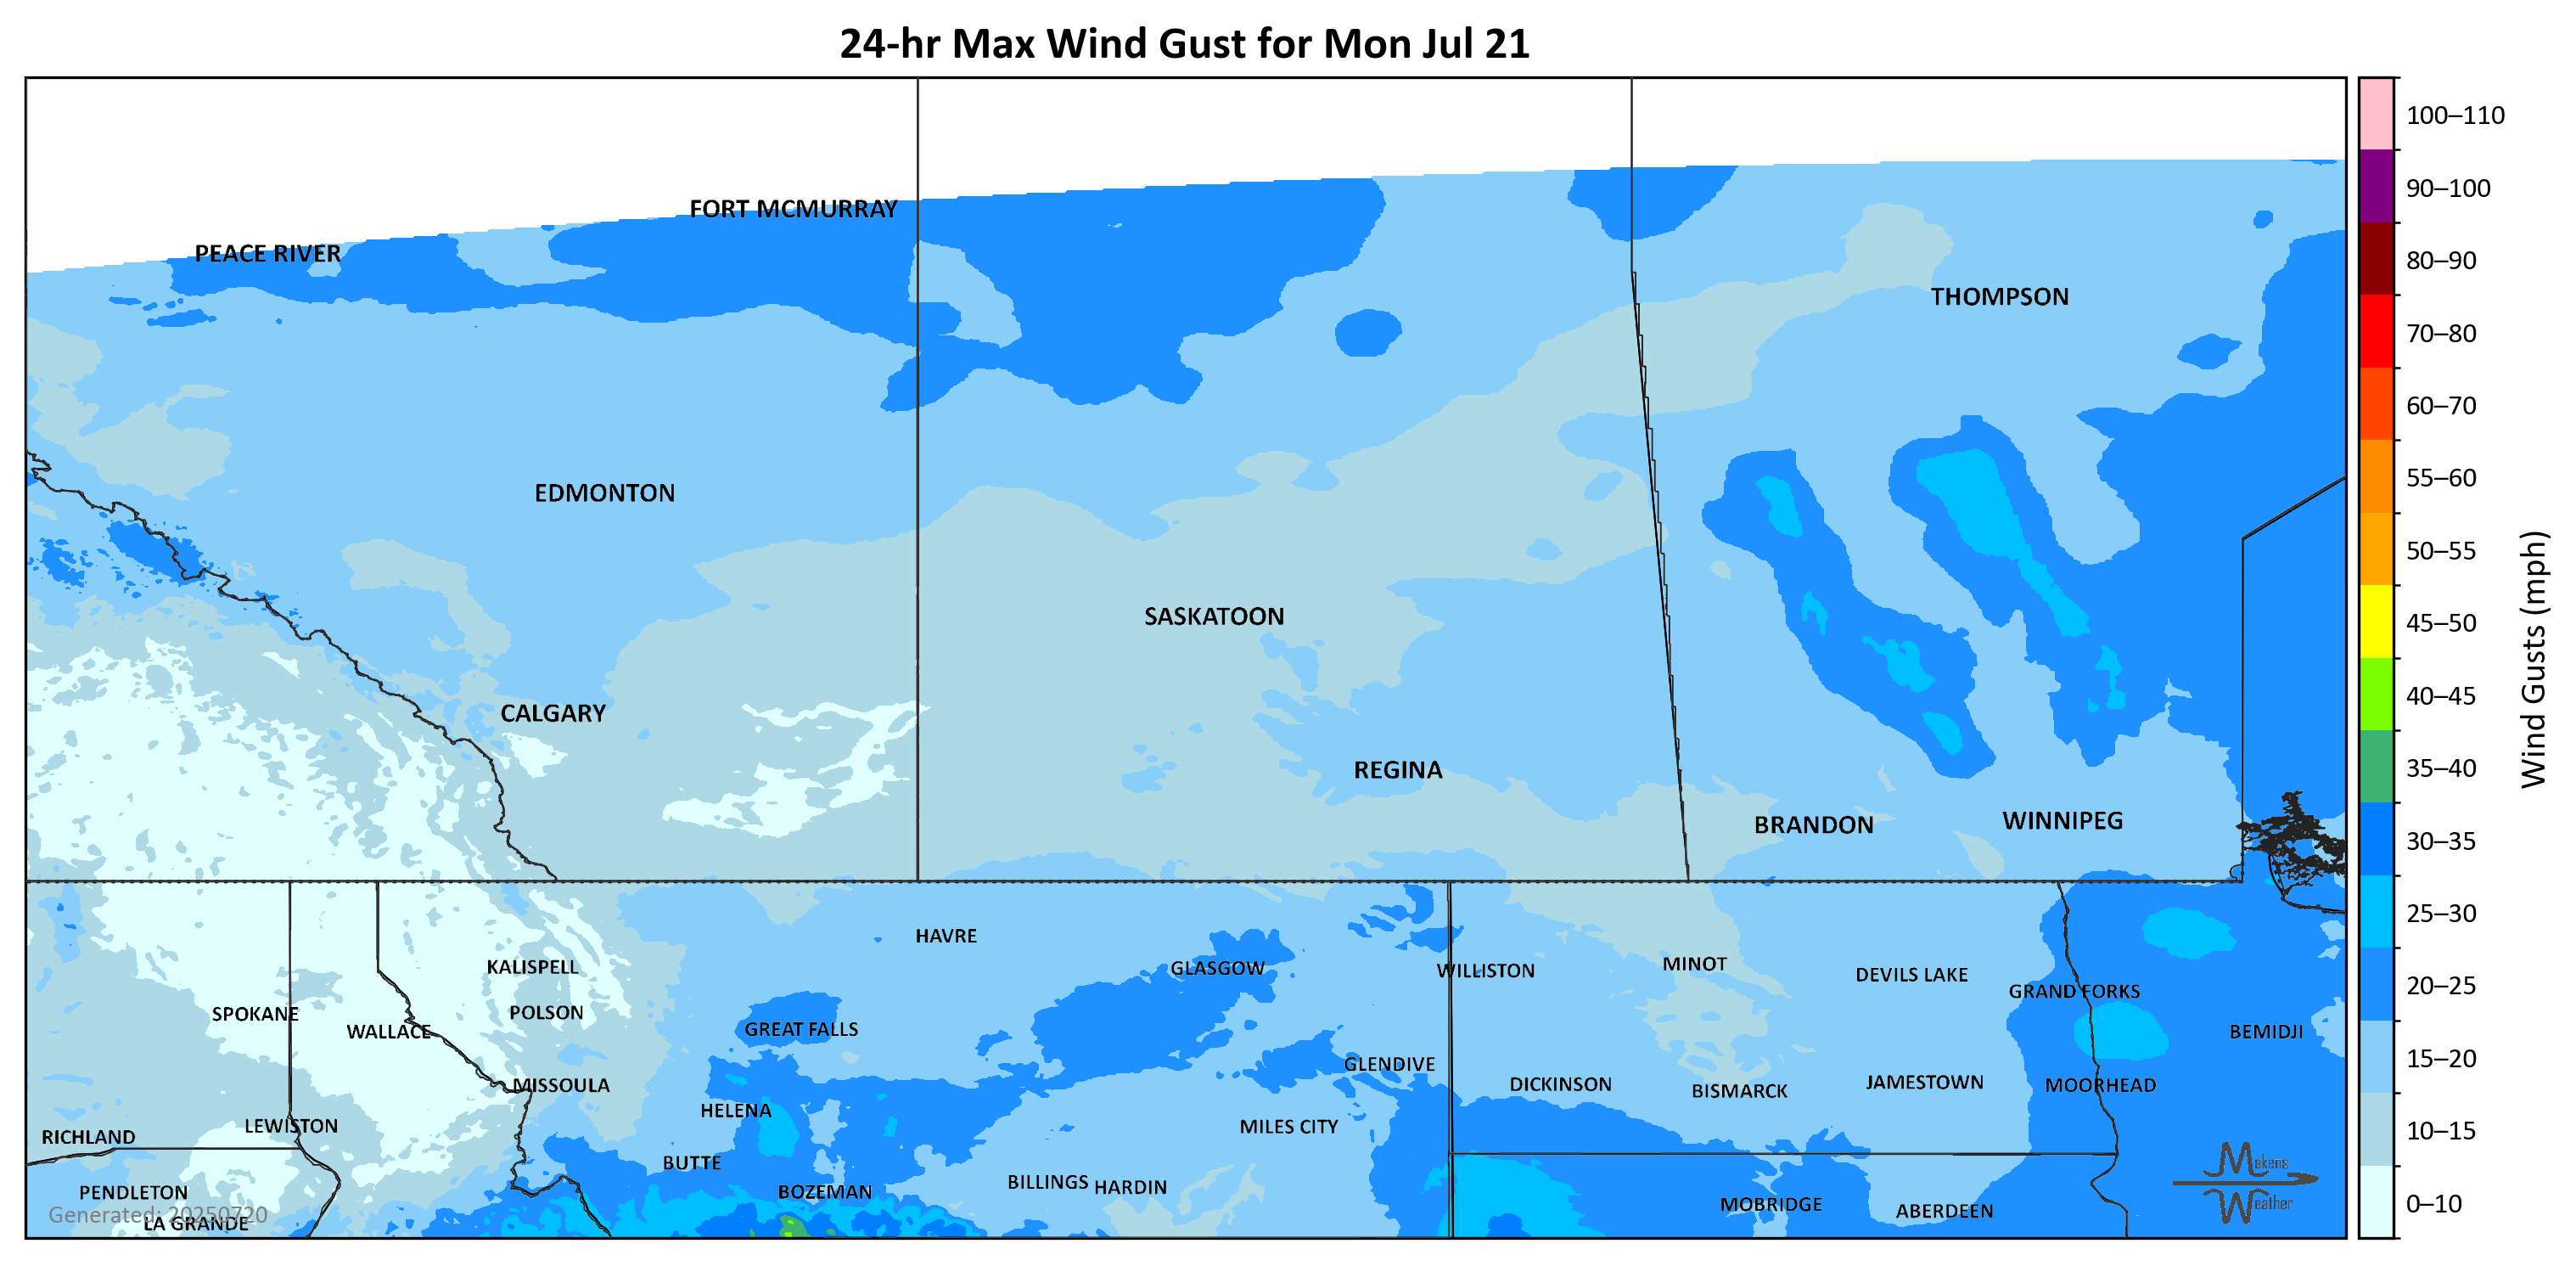 24-hr Max Wind Gust for Mon Jul 21
100–110
90–100
80–90
70–80
60–70
55–60
50–55
45–50
40–45
35–40
30–35
25–30
20–25
15–20
10–15
0–10
Wind Gusts (mph)
FORT MCMURRAY
PEACE RIVER
THOMPSON
EDMONTON
SASKATOON
CALGARY
REGINA
BRANDON
WINNIPEG
HAVRE
KALISPELL
GLASGOW
WILLISTON
MINOT
DEVILS LAKE
GRAND FORKS
SPOKANE
POLSON
WALLACE
GREAT FALLS
BEMIDJI
GLENDIVE
MISSOULA
DICKINSON
BISMARCK
JAMESTOWN
MOORHEAD
HELENA
LEWISTON
MILES CITY
RICHLAND
BUTTE
BILLINGS
HARDIN
PENDLETON
BOZEMAN
MOBRIDGE
ABERDEEN
Generated: 20250720
LA GRANDE
Makens
Weather